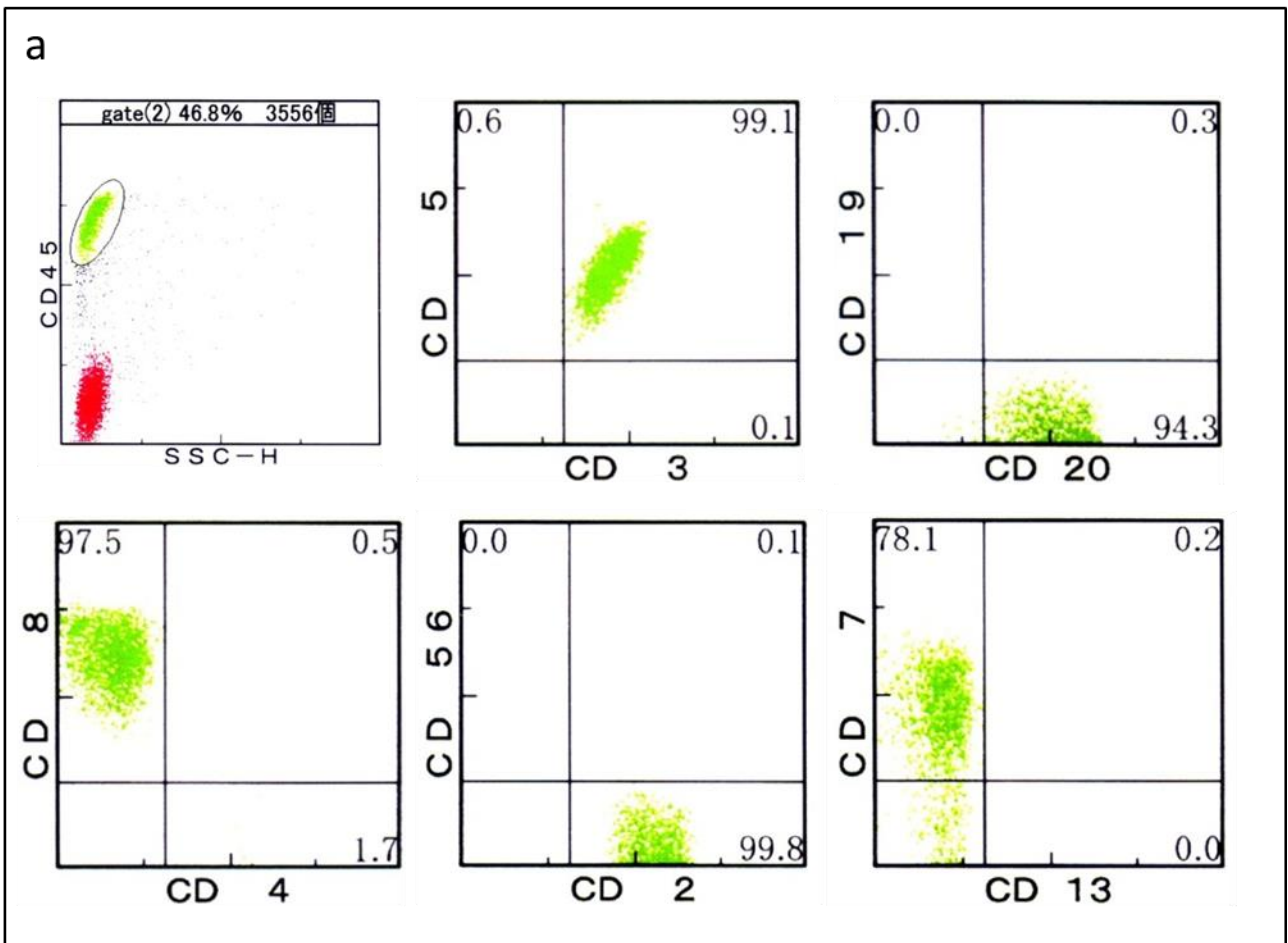 a
gate(2) 46.8% 3556個
CD45
SSC-H
0.6 99.1
CD 5
0.1
CD 3
0.0 0.3
CD 19
94.3
CD 20
97.5 0.5
CD 8
1.7
CD 4
0.0 0.1
CD 56
99.8
CD 2
78.1 0.2
CD 7
0.0
CD 13